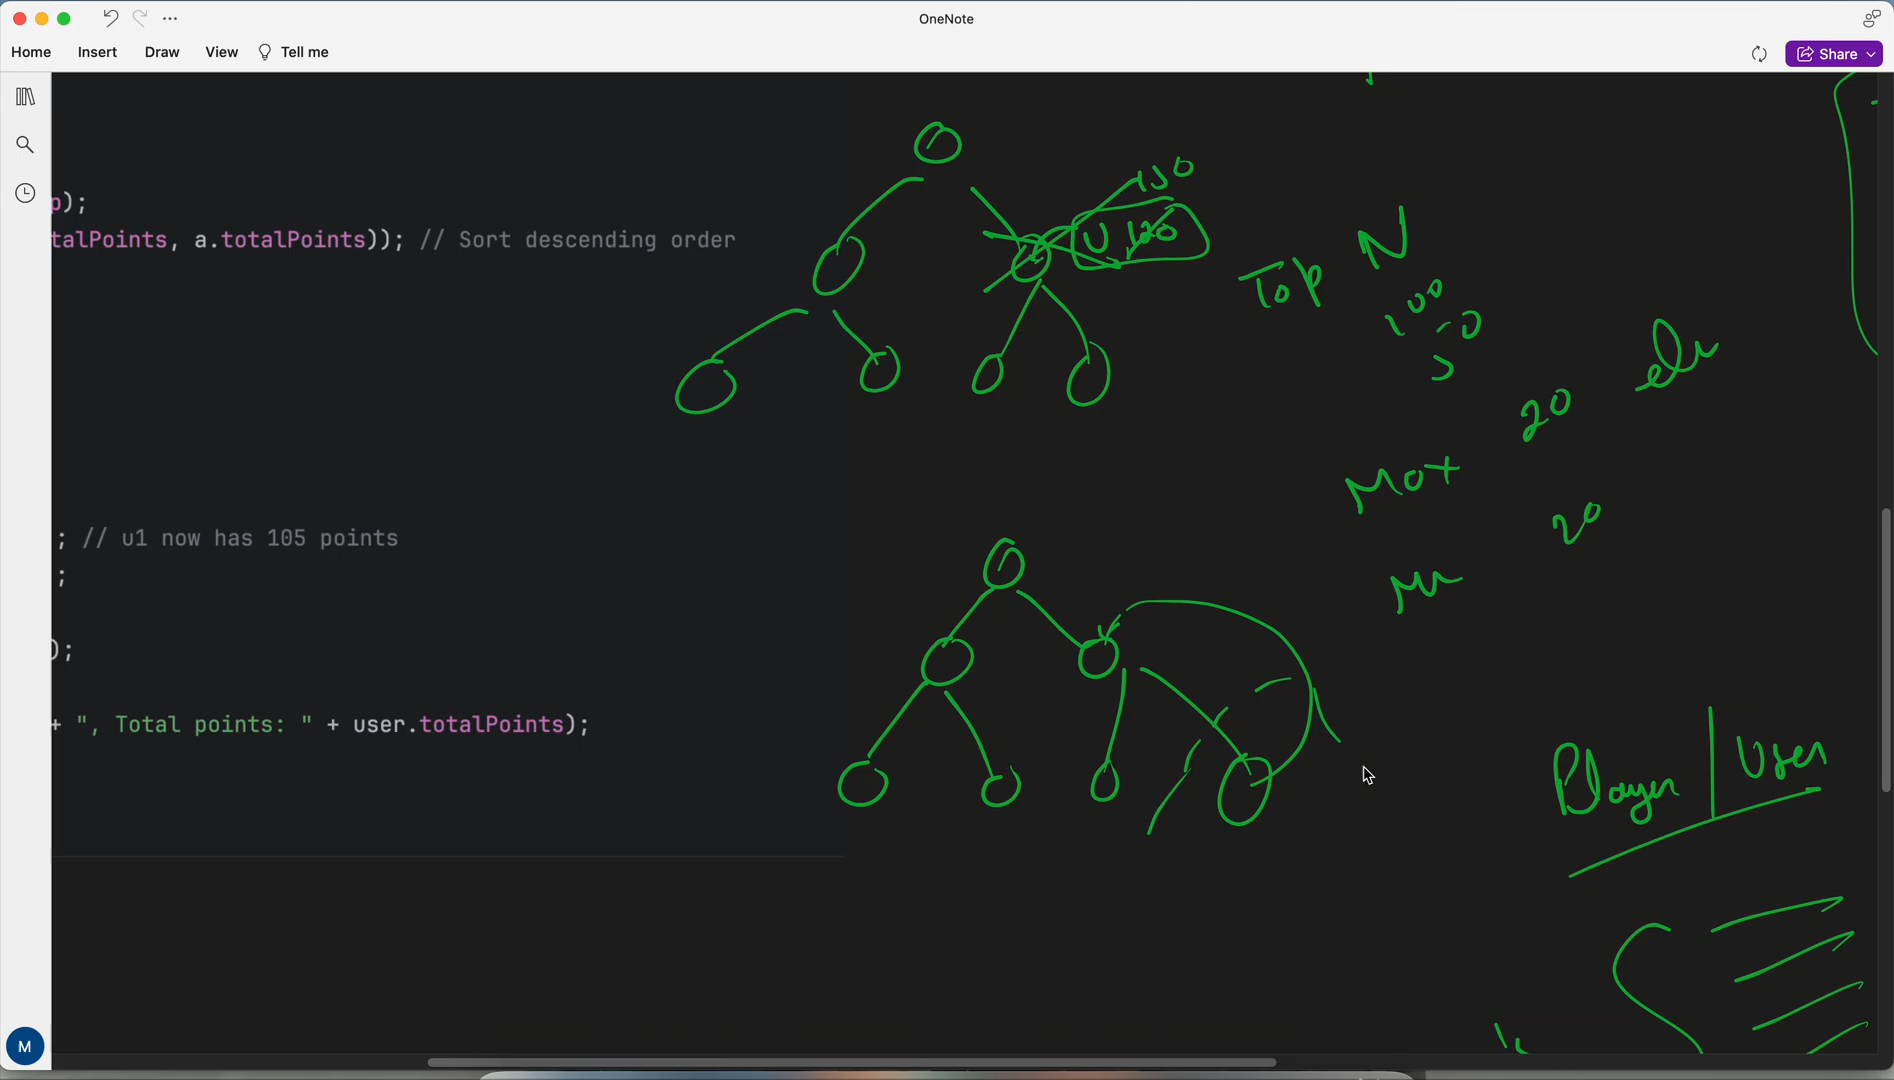 OneNote
Home Insert Draw View Tell me
Share
p);
talPoints, a.totalPoints)); // Sort descending order
; // u1 now has 105 points
;
);
+ ", Total points: " + user.totalPoints);
150
U 120
Top N
100
20
20
Player | User
M